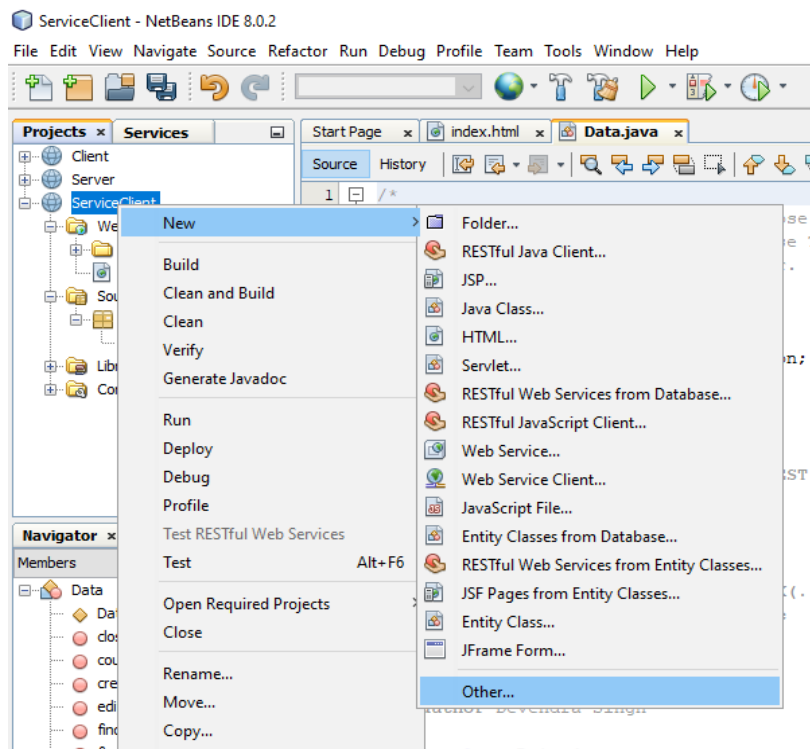 ServiceClient - NetBeans IDE 8.0.2
File Edit View Navigate Source Refactor Run Debug Profile Team Tools Window Help
Projects Services
Start Page index.html Data.java
Client
Server
ServiceClient
Source History
1 /*
New
Build
Clean and Build
Clean
Verify
Generate Javadoc
Run
Deploy
Debug
Profile
Test RESTful Web Services
Test Alt+F6
Open Required Projects
Close
Rename...
Move...
Copy...
Folder...
RESTful Java Client...
JSP...
Java Class...
HTML...
Servlet...
RESTful Web Services from Database...
RESTful JavaScript Client...
Web Service...
Web Service Client...
JavaScript File...
Entity Classes from Database...
RESTful Web Services from Entity Classes...
JSF Pages from Entity Classes...
Entity Class...
JFrame Form...
Other...
Navigator
Members
Data